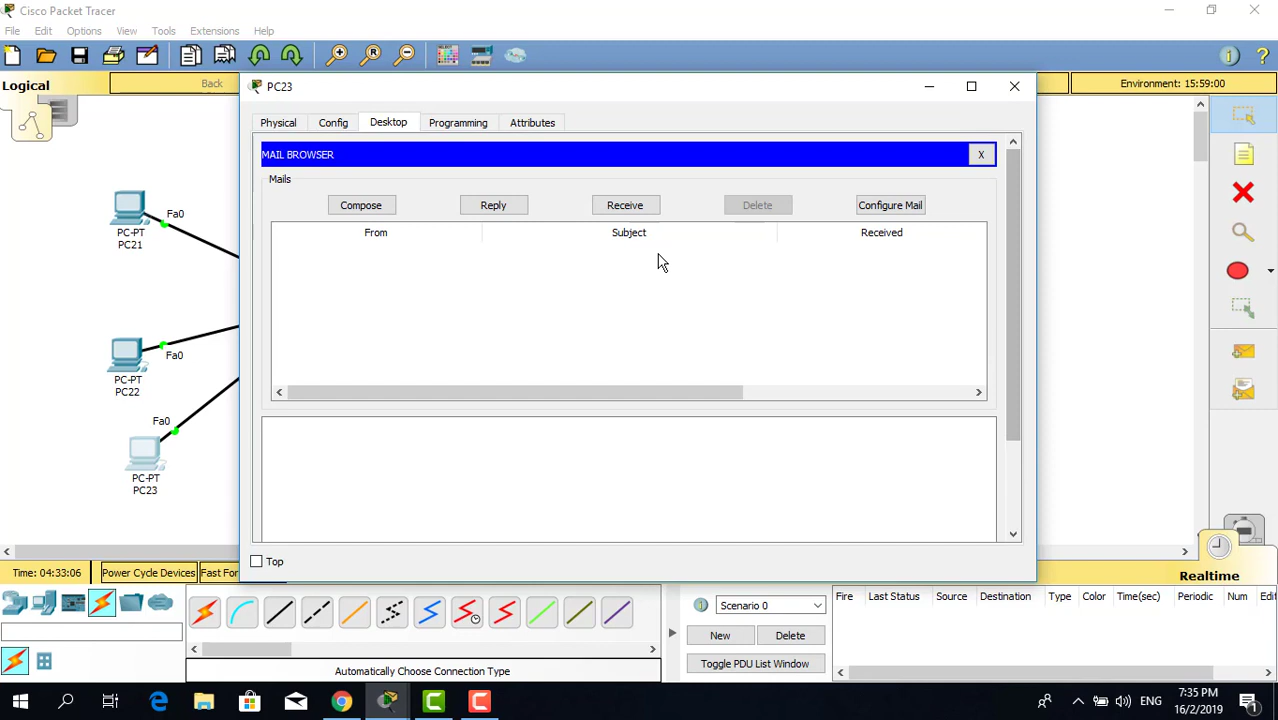 Cisco Packet Tracer
File Edit Options View Tools Extensions Help
Logical
Back
Environment: 15:59:00
PC23
Physical Config Desktop Programming Attributes
MAIL BROWSER
X
Mails
Compose Reply Receive Delete Configure Mail
From Subject Received
Fa0
PC-PT
PC21
Fa0
PC-PT
PC22
Fa0
PC-PT
PC23
Top
Time: 04:33:06
Power Cycle Devices
Fast For
Realtime
Scenario 0
New
Delete
Toggle PDU List Window
Fire Last Status Source Destination Type Color Time(sec) Periodic Num Edi
Automatically Choose Connection Type
ENG
7:35 PM
16/2/2019
1